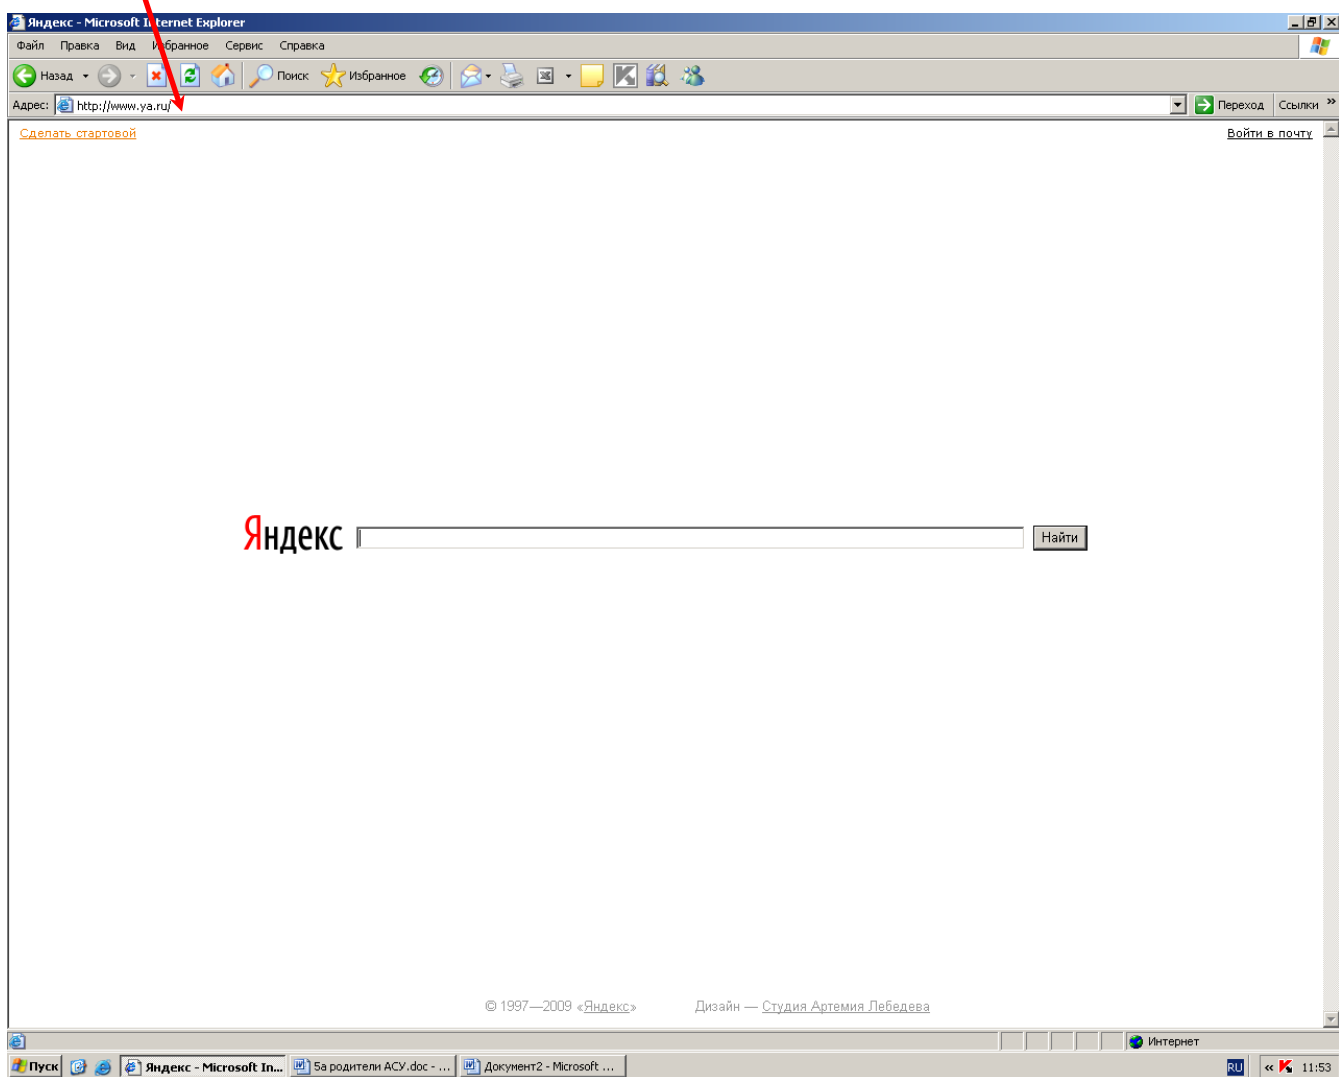 Яндекс - Microsoft Internet Explorer
Файл Правка Вид Избранное Сервис Справка
Назад Поиск Избранное
Адрес: http://www.ya.ru/ Переход Ссылки »
Сделать стартовой Войти в почту
Яндекс Найти
© 1997—2009 «Яндекс» Дизайн — Студия Артемия Лебедева
Интернет
Пуск Яндекс - Microsoft In... 5а родители АСУ.doc - ... Документ2 - Microsoft ... RU « 11:53